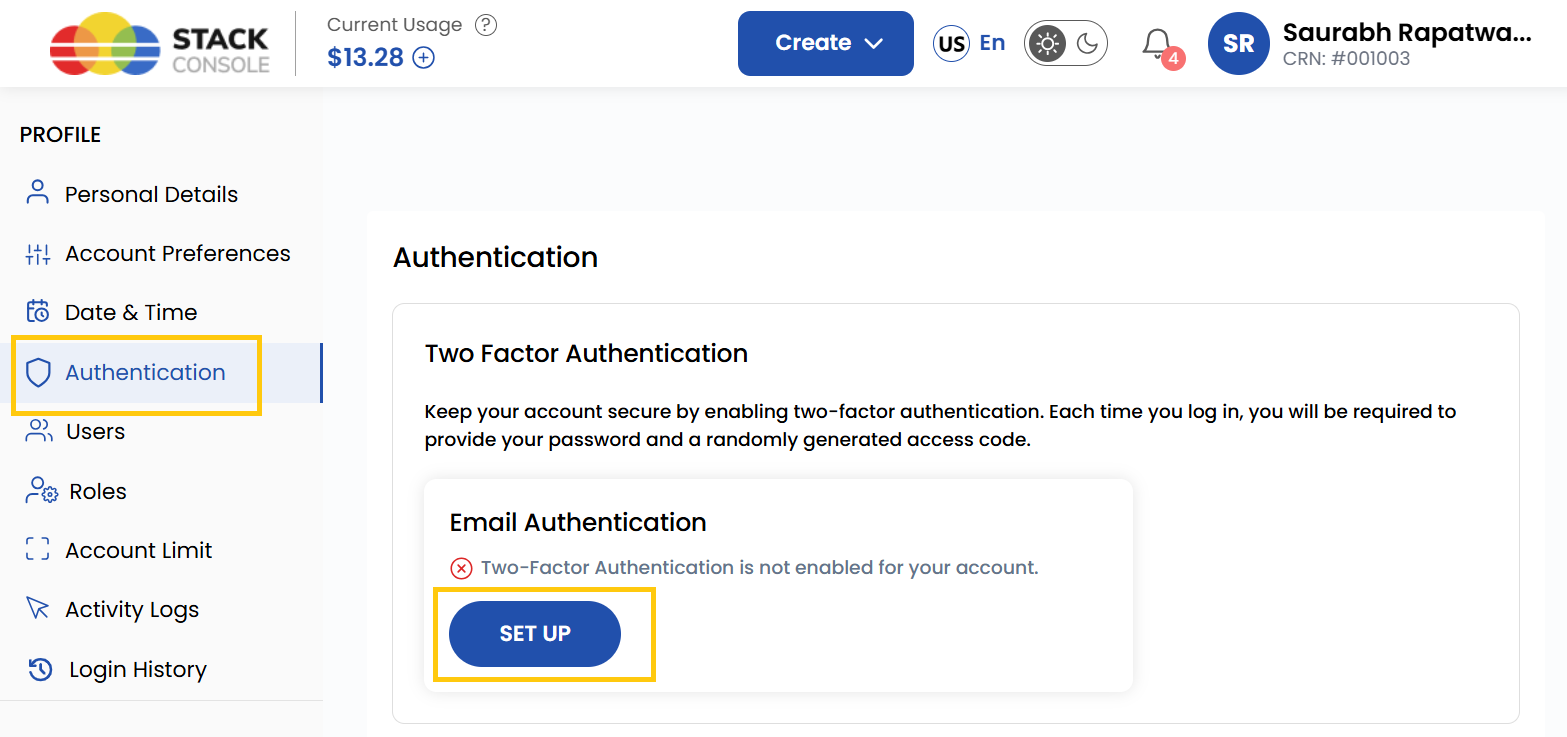 STACK
CONSOLE
Current Usage ?
$13.28
Create
US En
4
SR
Saurabh Rapatwa...
CRN: #001003
PROFILE
Personal Details
Account Preferences
Date & Time
Authentication
Users
Roles
Account Limit
Activity Logs
Login History
Authentication
Two Factor Authentication
Keep your account secure by enabling two-factor authentication. Each time you log in, you will be required to
provide your password and a randomly generated access code.
Email Authentication
Two-Factor Authentication is not enabled for your account.
SET UP